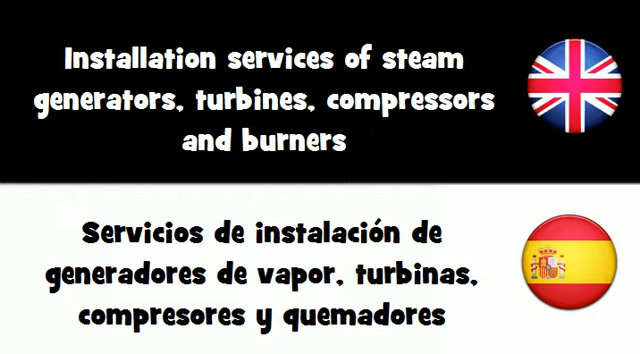 Installation services of steam
generators, turbines, compressors
and burners
Servicios de instalación de
generadores de vapor, turbinas,
compresores y quemadores